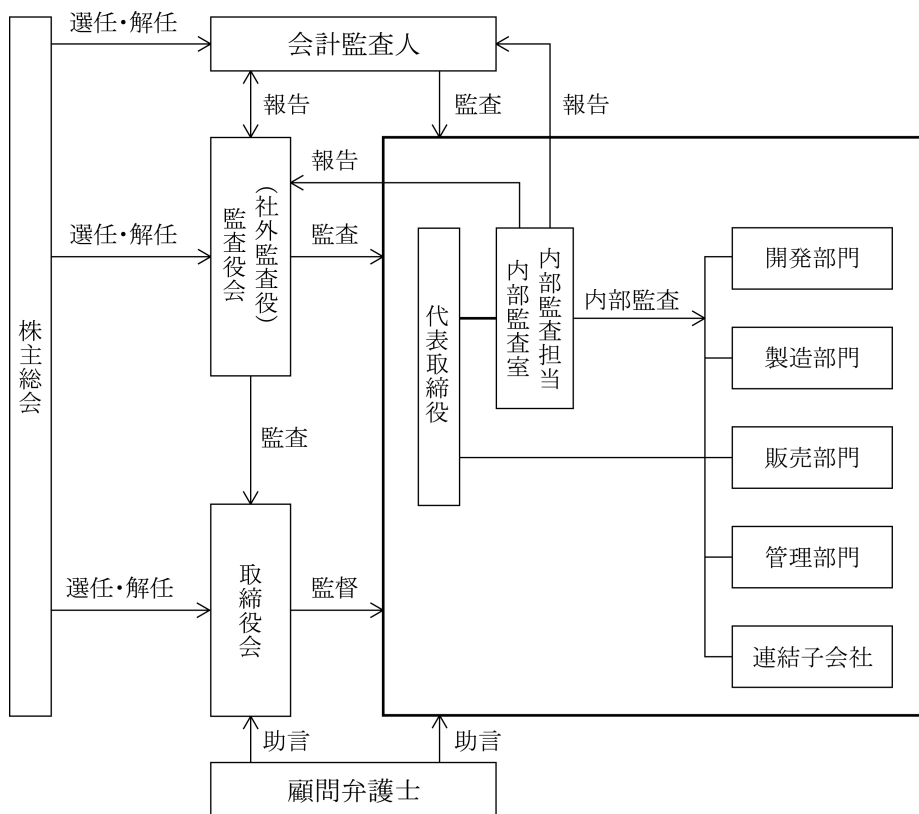 選任・解任
会計監査人
報告
監査
報告
報告
監査役会
(社外監査役)
選任・解任
監査
株主総会
代表取締役
内部監査室
内部監査担当
内部監査
開発部門
製造部門
販売部門
管理部門
連結子会社
監査
選任・解任
取締役会
監督
助言
助言
顧問弁護士